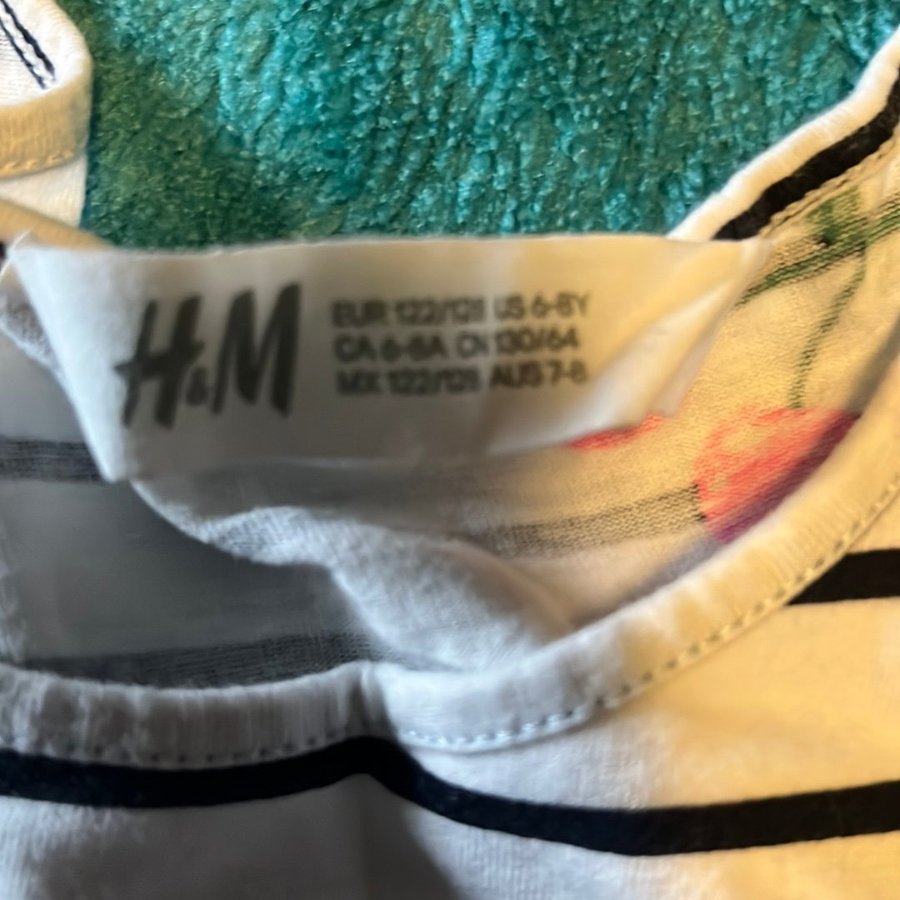 H&M
EUR 122/128 US 6-8Y
CA 6-8A CN 130/64
MX 122/128 AUS 7-8